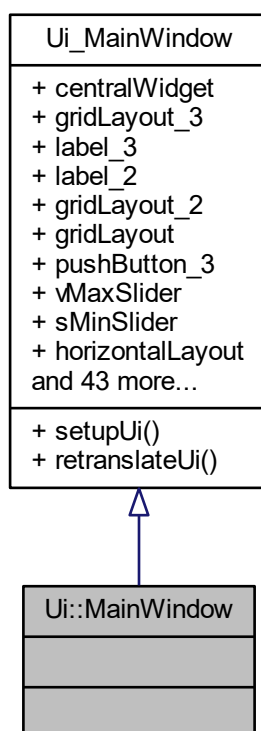 Ui_MainWindow
+ centralWidget
+ gridLayout_3
+ label_3
+ label_2
+ gridLayout_2
+ gridLayout
+ pushButton_3
+ vMaxSlider
+ sMinSlider
+ horizontalLayout
and 43 more...
+ setupUi()
+ retranslateUi()
Ui::MainWindow